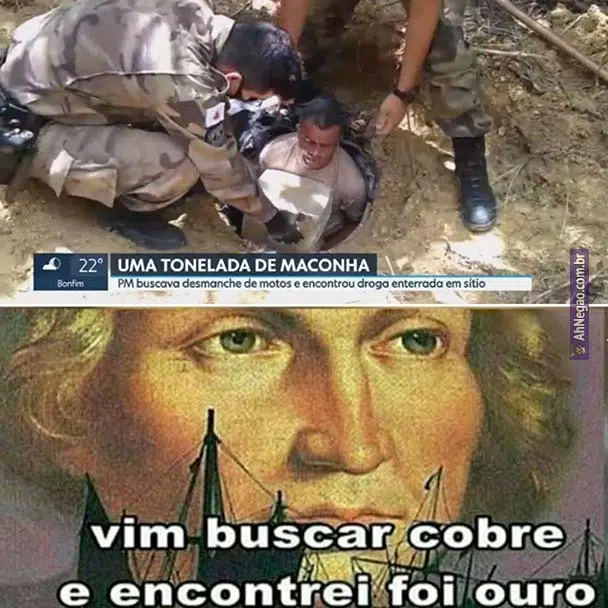 22° UMA TONELADA DE MACONHA
Bonfim PM buscava desmanche de motos e encontrou droga enterrada em sítio
AhNegao.com.br
vim buscar cobre
e encontrei foi ouro